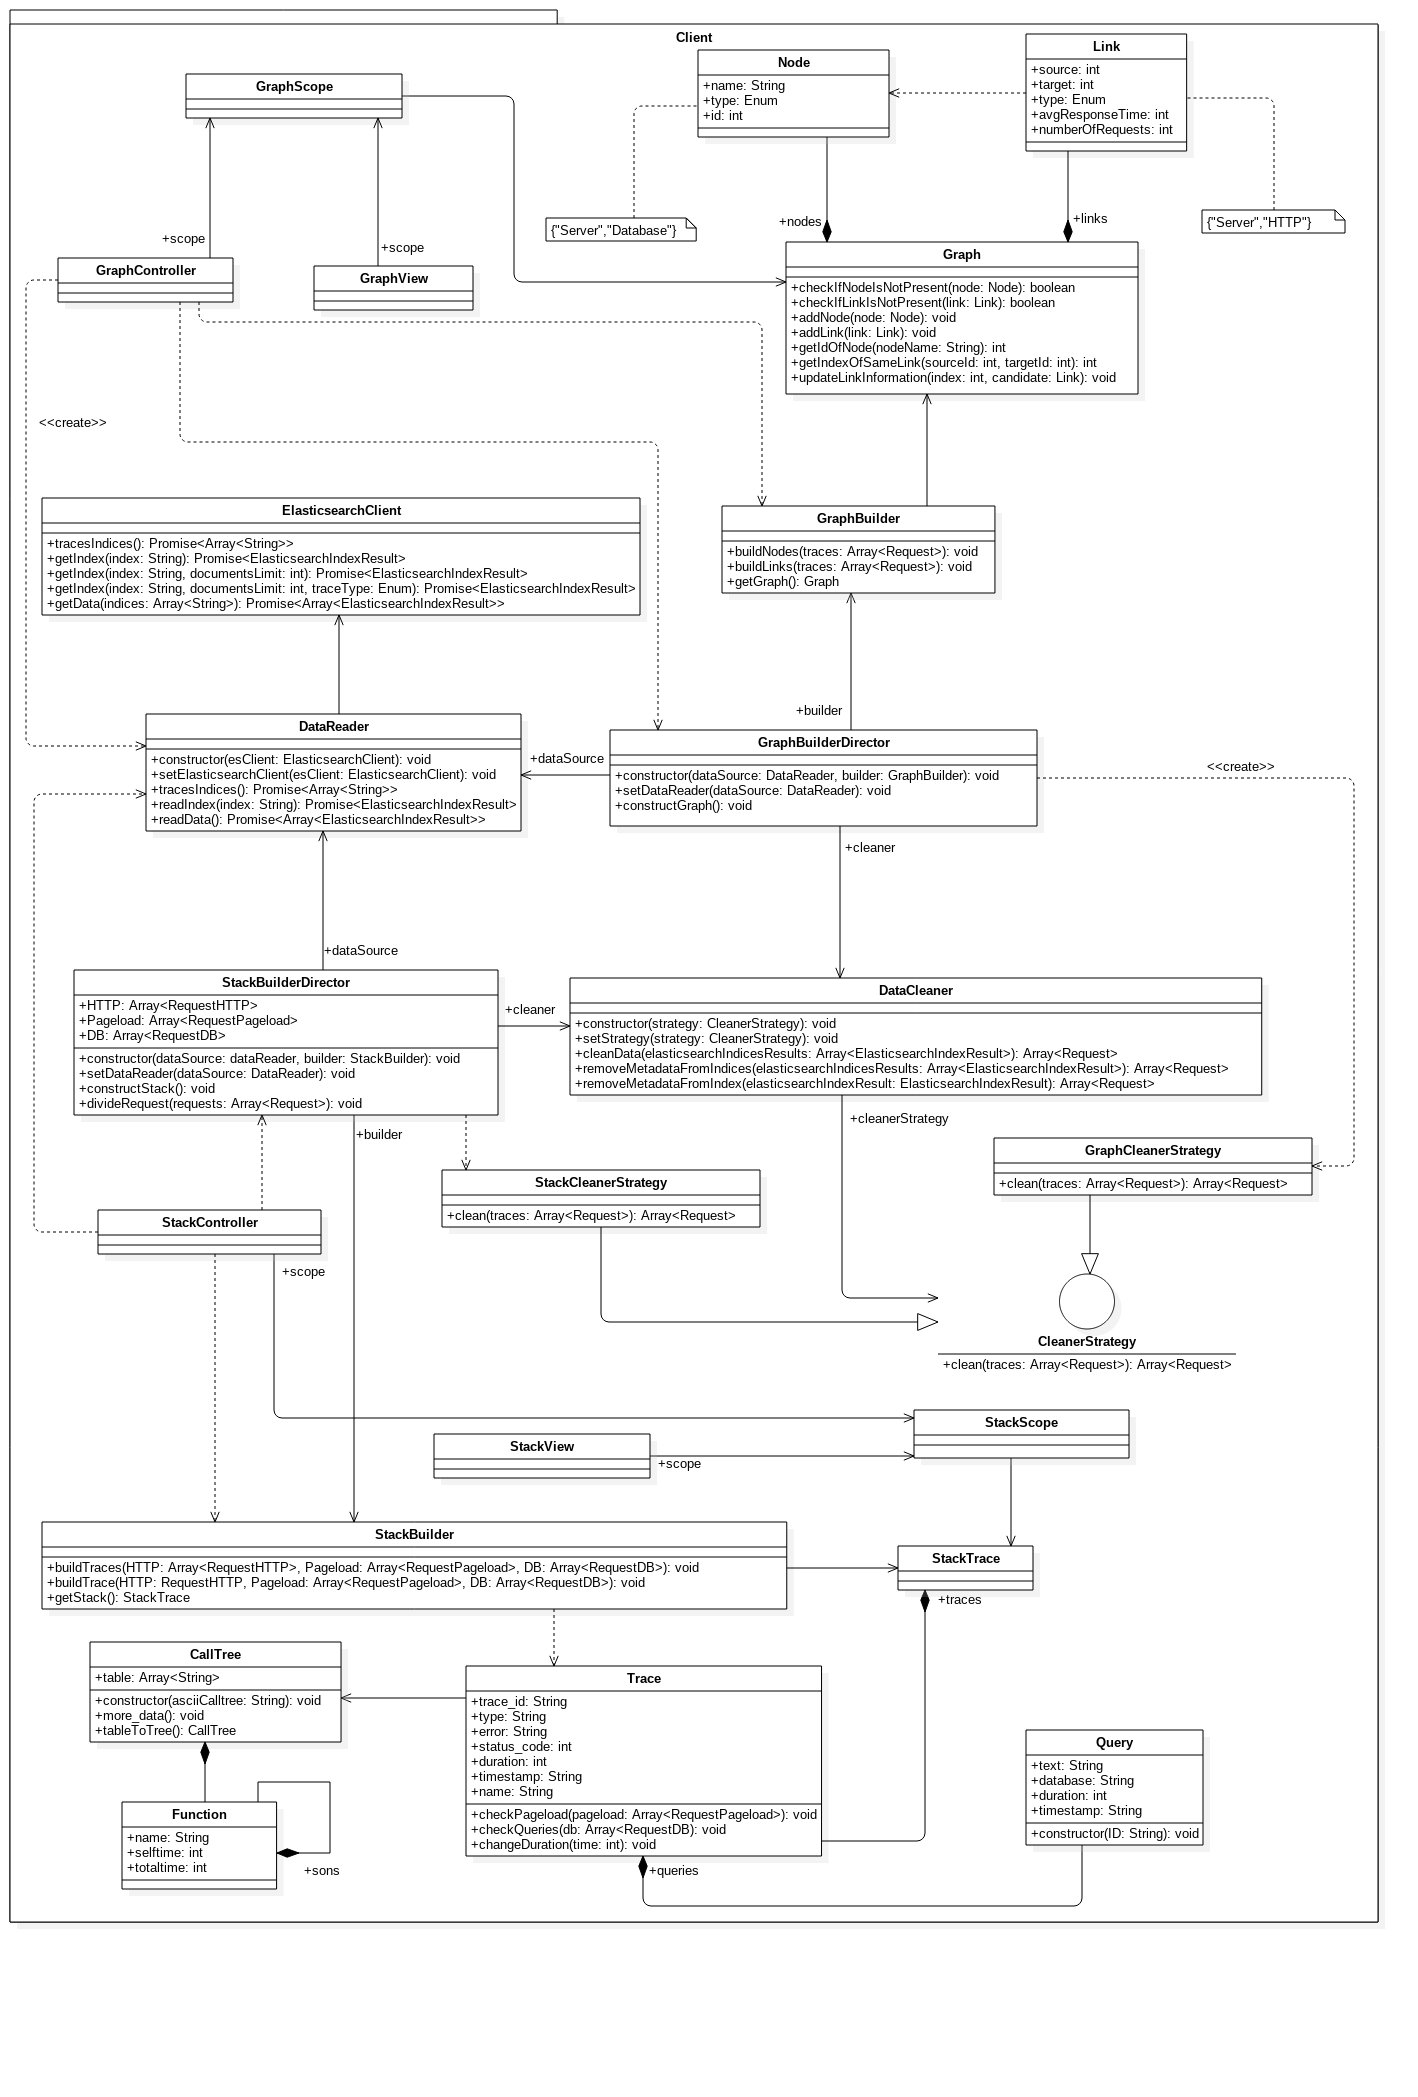 Client
Node
+name: String
+type: Enum
+id: int
Link
+source: int
+target: int
+type: Enum
+avgResponseTime: int
+numberOfRequests: int
GraphScope
+scope
+scope
{"Server","Database"}
+nodes
+links
{"Server","HTTP"}
GraphController
GraphView
Graph
+checkIfNodeIsNotPresent(node: Node): boolean
+checkIfLinkIsNotPresent(link: Link): boolean
+addNode(node: Node): void
+addLink(link: Link): void
+getIdOfNode(nodeName: String): int
+getIndexOfSameLink(sourceId: int, targetId: int): int
+updateLinkInformation(index: int, candidate: Link): void
<<create>>
ElasticsearchClient
+tracesIndices(): Promise<Array<String>>
+getIndex(index: String): Promise<ElasticsearchIndexResult>
+getIndex(index: String, documentsLimit: int): Promise<ElasticsearchIndexResult>
+getIndex(index: String, documentsLimit: int, traceType: Enum): Promise<ElasticsearchIndexResult>
+getData(indices: Array<String>): Promise<Array<ElasticsearchIndexResult>>
GraphBuilder
+buildNodes(traces: Array<Request>): void
+buildLinks(traces: Array<Request>): void
+getGraph(): Graph
+builder
DataReader
+constructor(esClient: ElasticsearchClient): void
+setElasticsearchClient(esClient: ElasticsearchClient): void
+tracesIndices(): Promise<Array<String>>
+readIndex(index: String): Promise<ElasticsearchIndexResult>
+readData(): Promise<Array<ElasticsearchIndexResult>>
+dataSource
GraphBuilderDirector
+constructor(dataSource: DataReader, builder: GraphBuilder): void
+setDataReader(dataSource: DataReader): void
+constructGraph(): void
<<create>>
+cleaner
+dataSource
StackBuilderDirector
+HTTP: Array<RequestHTTP>
+Pageload: Array<RequestPageload>
+DB: Array<RequestDB>
+constructor(dataSource: dataReader, builder: StackBuilder): void
+setDataReader(dataSource: DataReader): void
+constructStack(): void
+divideRequest(requests: Array<Request>): void
+cleaner
DataCleaner
+constructor(strategy: CleanerStrategy): void
+setStrategy(strategy: CleanerStrategy): void
+cleanData(elasticsearchIndicesResults: Array<ElasticsearchIndexResult>): Array<Request>
+removeMetadataFromIndices(elasticsearchIndicesResults: Array<ElasticsearchIndexResult>): Array<Request>
+removeMetadataFromIndex(elasticsearchIndexResult: ElasticsearchIndexResult): Array<Request>
+builder
+cleanerStrategy
GraphCleanerStrategy
+clean(traces: Array<Request>): Array<Request>
StackCleanerStrategy
+clean(traces: Array<Request>): Array<Request>
StackController
+scope
CleanerStrategy
+clean(traces: Array<Request>): Array<Request>
StackScope
StackView
+scope
StackBuilder
+buildTraces(HTTP: Array<RequestHTTP>, Pageload: Array<RequestPageload>, DB: Array<RequestDB>): void
+buildTrace(HTTP: RequestHTTP, Pageload: Array<RequestPageload>, DB: Array<RequestDB>): void
+getStack(): StackTrace
StackTrace
+traces
CallTree
+table: Array<String>
+constructor(asciiCalltree: String): void
+more_data(): void
+tableToTree(): CallTree
Trace
+trace_id: String
+type: String
+error: String
+status_code: int
+duration: int
+timestamp: String
+name: String
+checkPageload(pageload: Array<RequestPageload>): void
+checkQueries(db: Array<RequestDB): void
+changeDuration(time: int): void
Query
+text: String
+database: String
+duration: int
+timestamp: String
+constructor(ID: String): void
Function
+name: String
+selftime: int
+totaltime: int
+sons
+queries